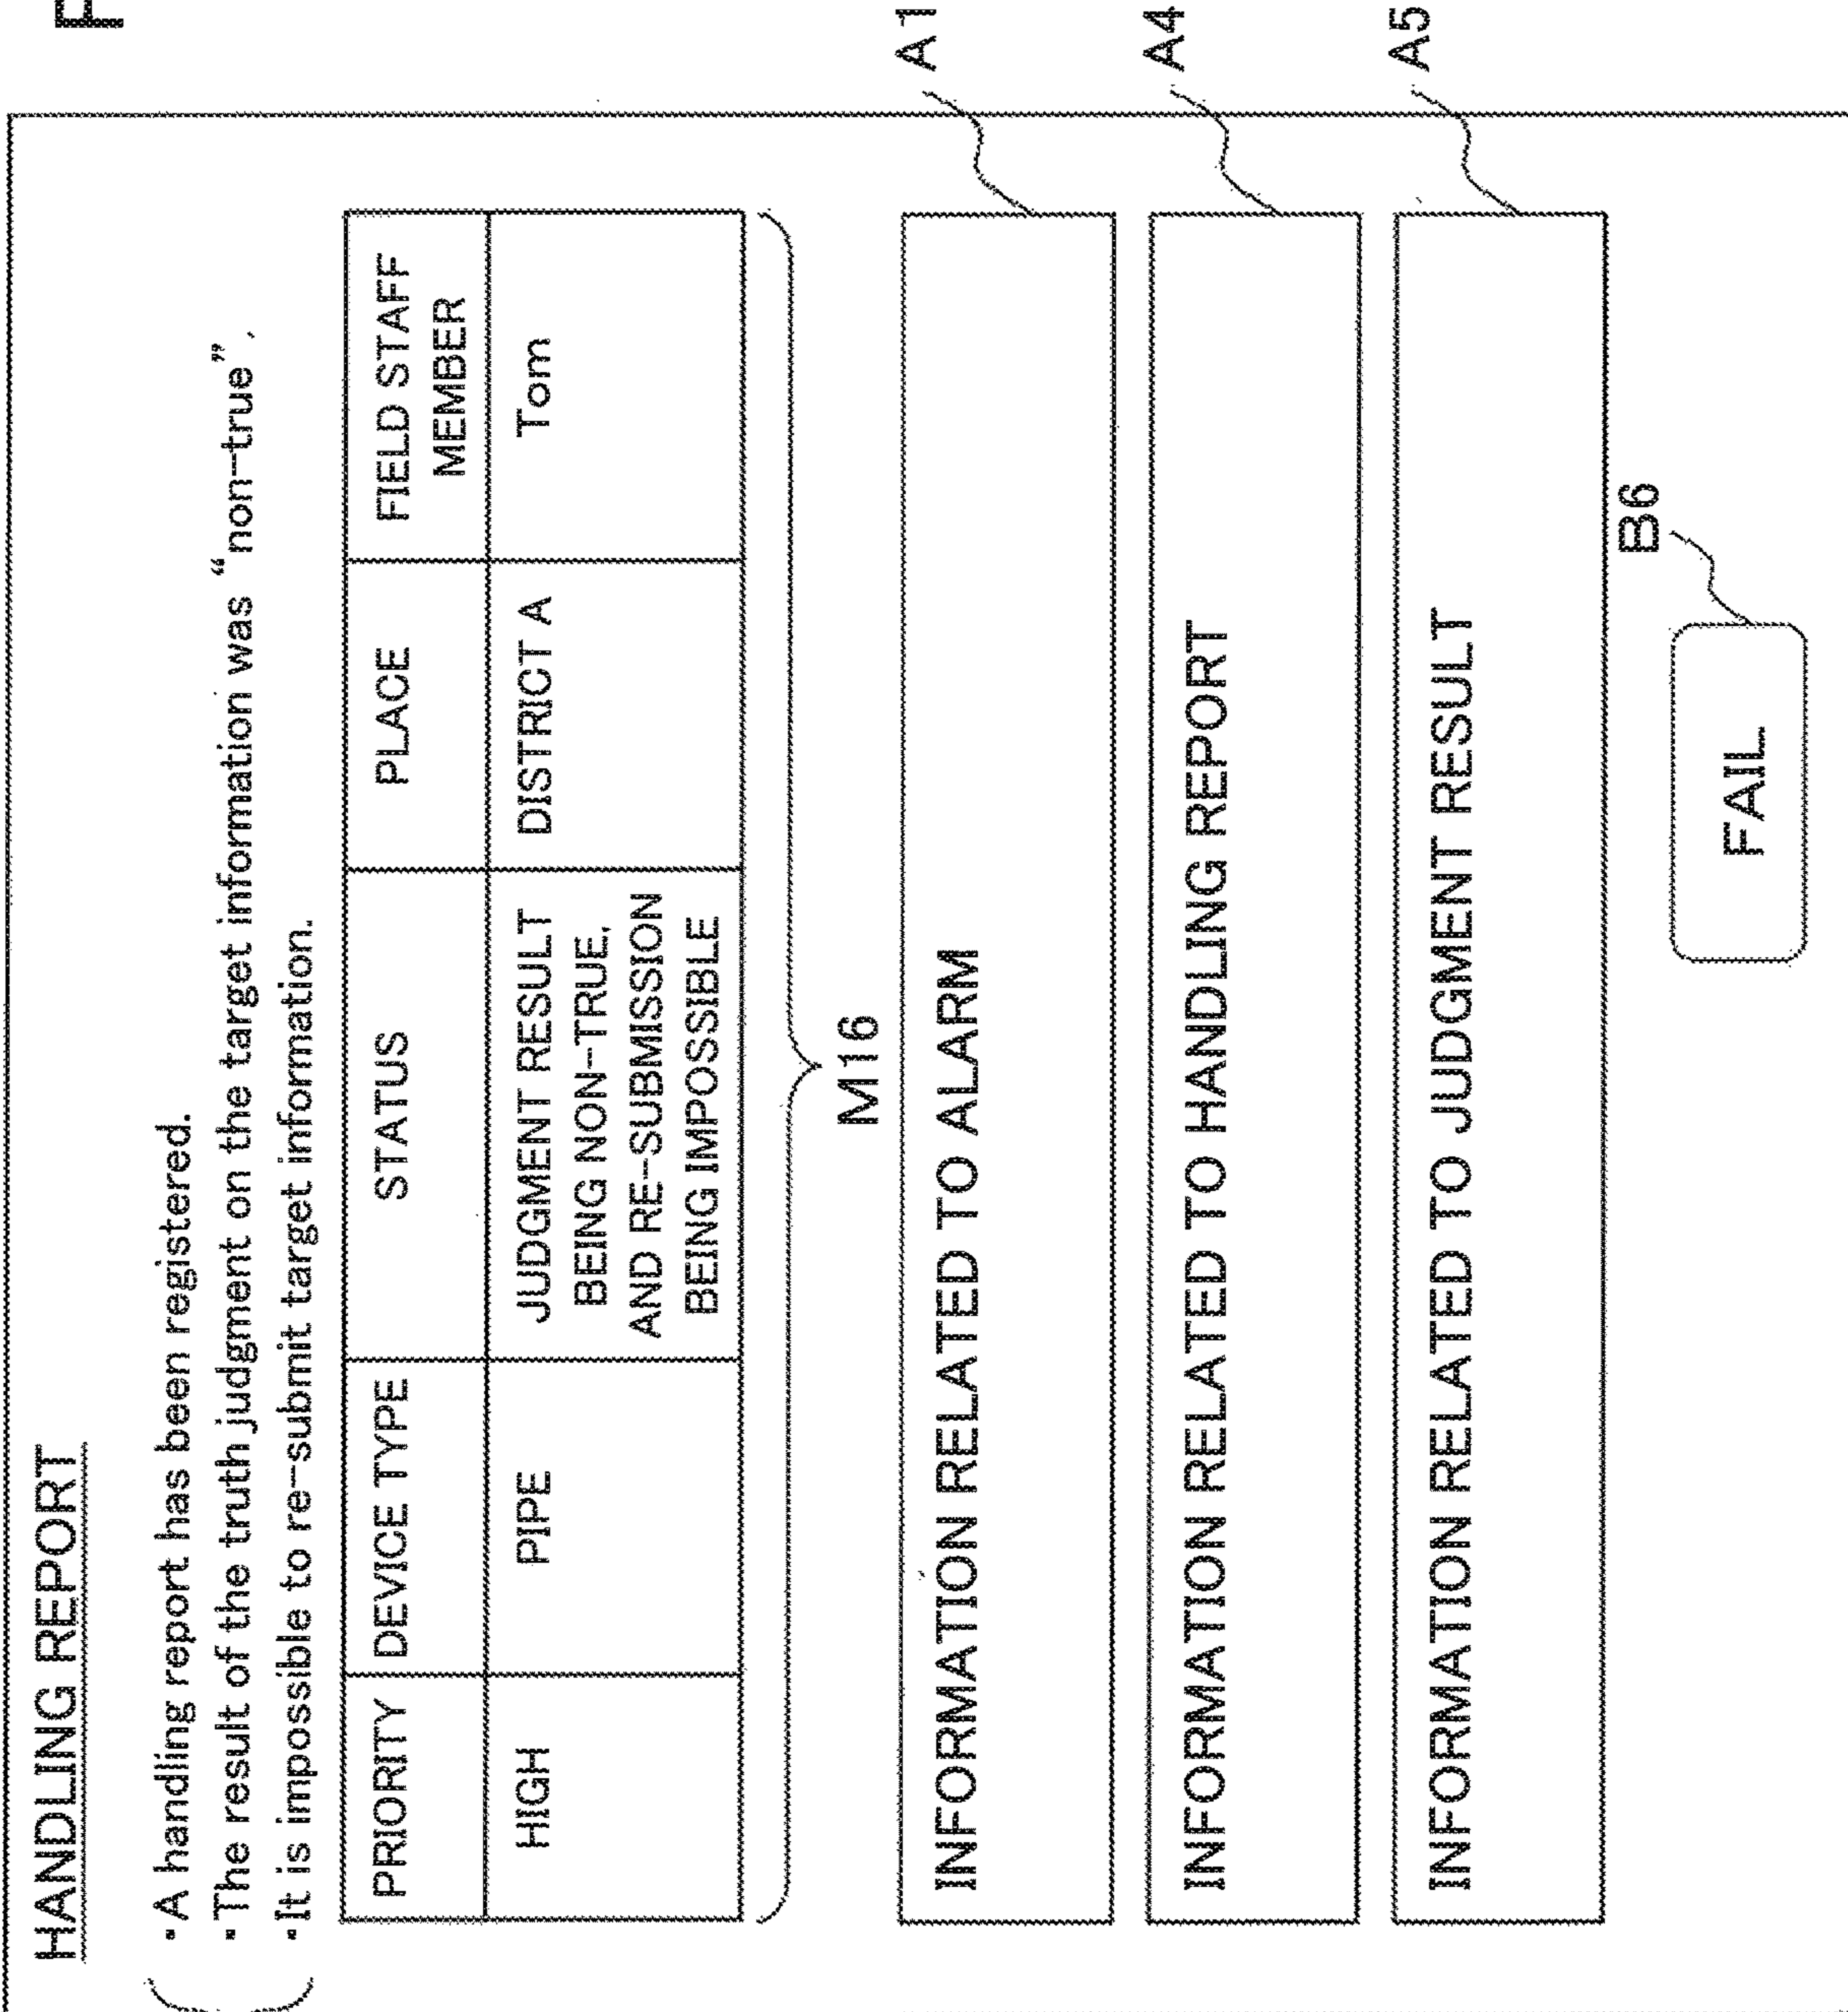 HANDLING REPORT
・A handling report has been registered.
・The result of the truth judgment on the target information was “non-true”.
・It is impossible to re-submit target information.
PRIORITY DEVICE TYPE STATUS PLACE FIELD STAFF
MEMBER
HIGH PIPE JUDGMENT RESULT DISTRICT A Tom
BEING NON-TRUE,
AND RE-SUBMISSION
BEING IMPOSSIBLE
M16
INFORMATION RELATED TO ALARM A1
INFORMATION RELATED TO HANDLING REPORT A4
INFORMATION RELATED TO JUDGMENT RESULT A5
B6
FAIL